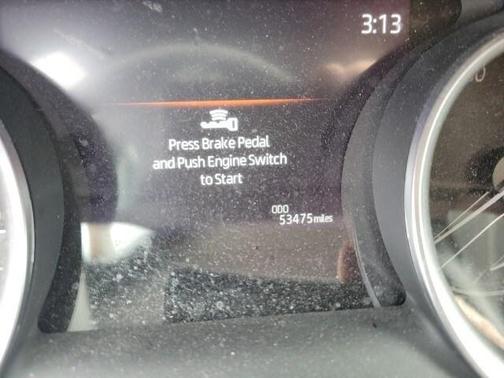 3:13
Press Brake Pedal
and Push Engine Switch
to Start
ODO
53475 miles